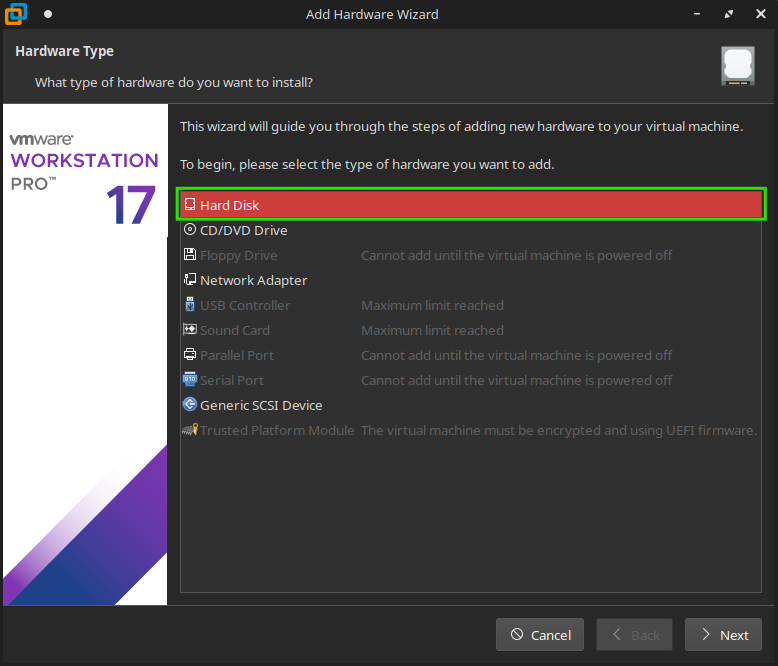 Add Hardware Wizard
Hardware Type
What type of hardware do you want to install?
vmware®
WORKSTATION
PRO™
17
This wizard will guide you through the steps of adding new hardware to your virtual machine.
To begin, please select the type of hardware you want to add.
Hard Disk
CD/DVD Drive
Floppy Drive Cannot add until the virtual machine is powered off
Network Adapter
USB Controller Maximum limit reached
Sound Card Maximum limit reached
Parallel Port Cannot add until the virtual machine is powered off
Serial Port Cannot add until the virtual machine is powered off
Generic SCSI Device
Trusted Platform Module The virtual machine must be encrypted and using UEFI firmware.
Cancel Back Next